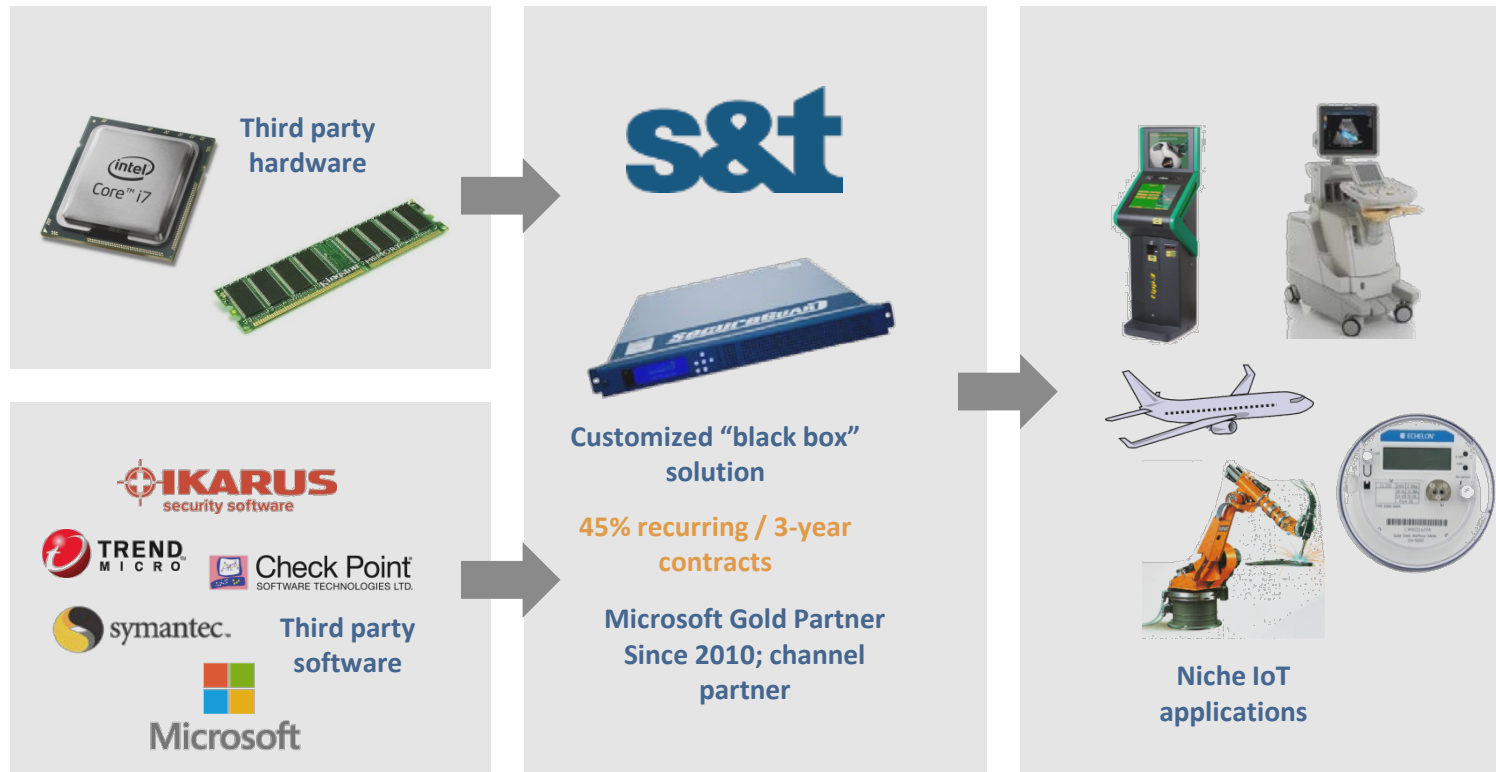 Third party
hardware
intel
Core™ i7
Kingston
IKARUS
security software
TREND
MICRO™
Check Point
SOFTWARE TECHNOLOGIES LTD.
symantec.
Third party
software
Microsoft
s&t
SecureGuard
Customized “black box”
solution
45% recurring / 3-year
contracts
Microsoft Gold Partner
Since 2010; channel
partner
ECHELON
Niche IoT
applications